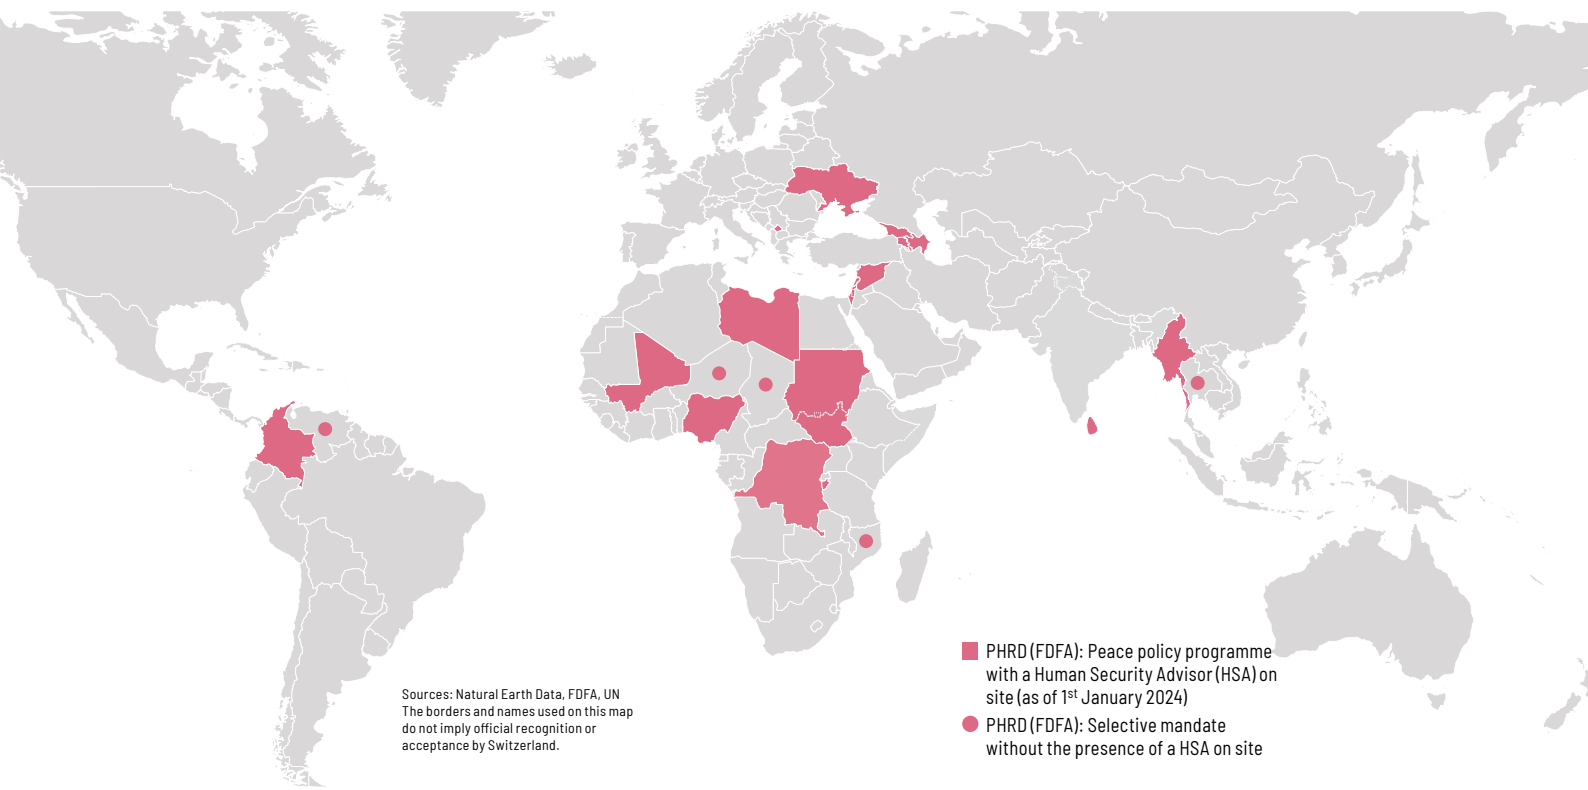 PHRD (FDFA): Peace policy programme
with a Human Security Advisor (HSA) on
site (as of 1st January 2024)
PHRD (FDFA): Selective mandate
without the presence of a HSA on site
Sources: Natural Earth Data, FDFA, UN
The borders and names used on this map
do not imply official recognition or
acceptance by Switzerland.